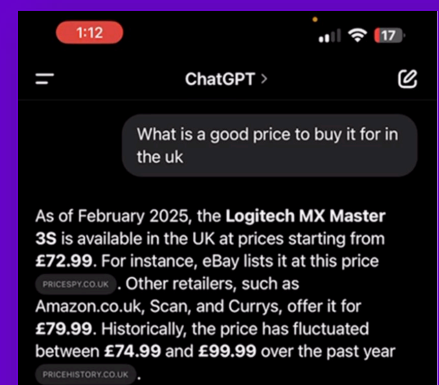 1:12
17
ChatGPT >
What is a good price to buy it for in
the uk
As of February 2025, the Logitech MX Master
3S is available in the UK at prices starting from
£72.99. For instance, eBay lists it at this price
PRICESPY.CO.UK . Other retailers, such as
Amazon.co.uk, Scan, and Currys, offer it for
£79.99. Historically, the price has fluctuated
between £74.99 and £99.99 over the past year
PRICEHISTORY.CO.UK .